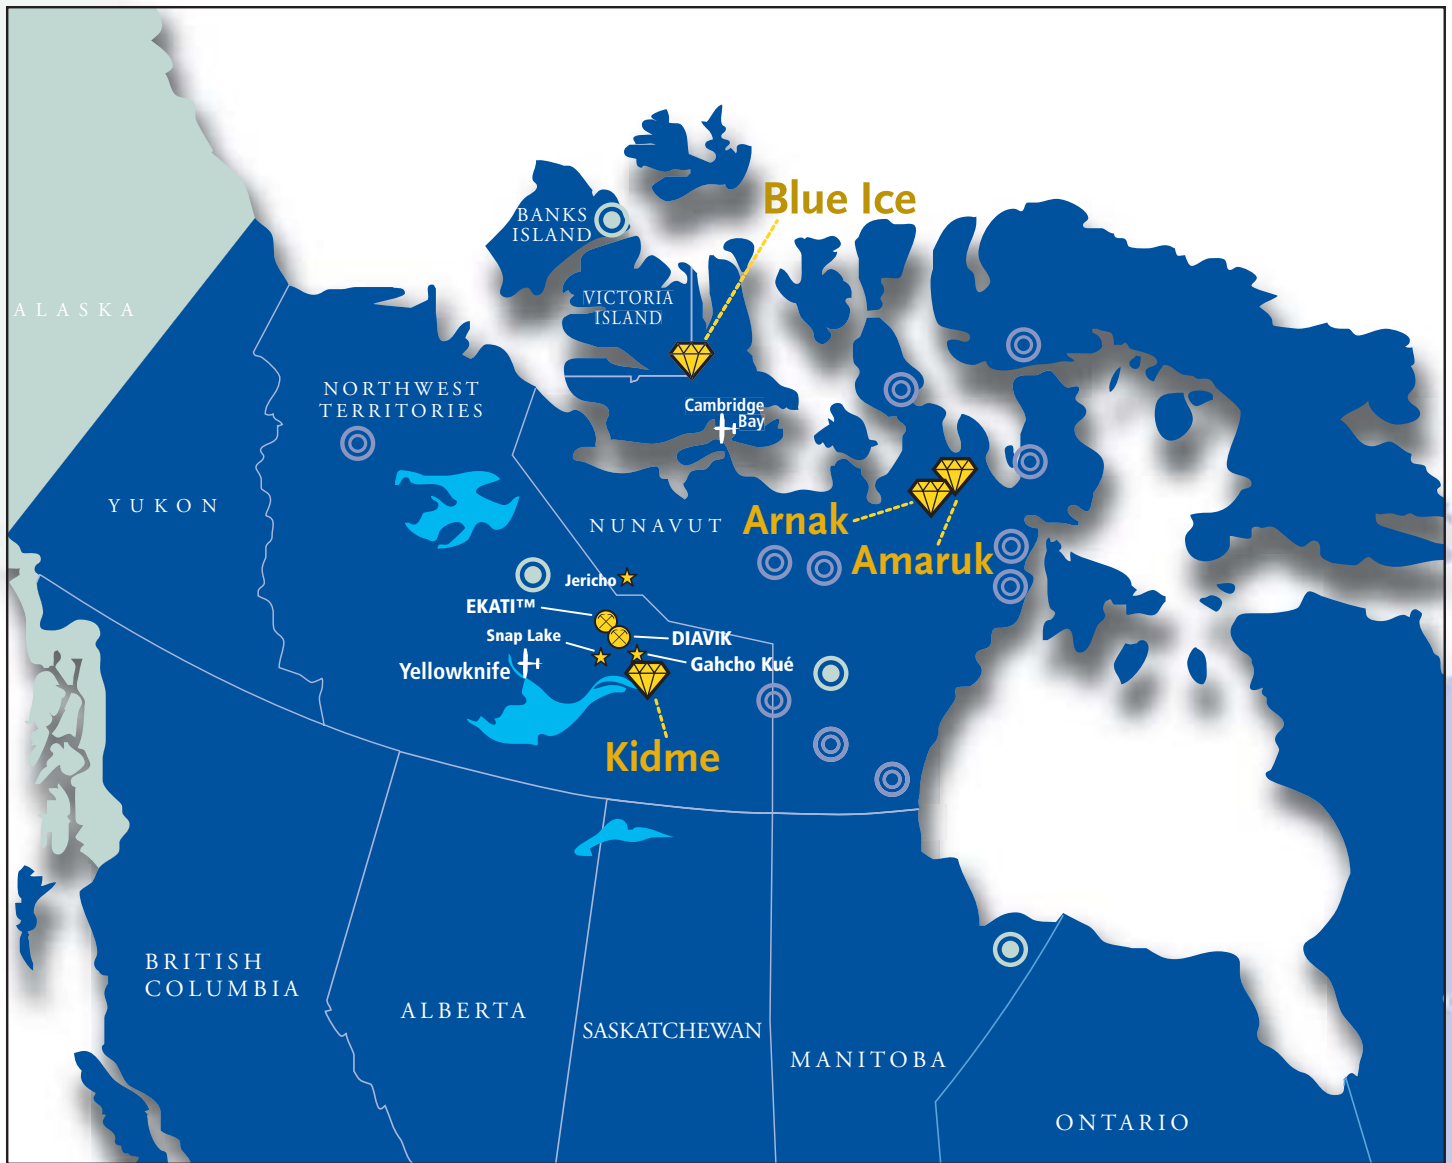 Blue Ice
BANKS
ISLAND
VICTORIA
ISLAND
ALASKA
NORTHWEST
TERRITORIES
Cambridge
Bay
YUKON
NUNAVUT
Arnak
Amaruk
Jericho
EKATI™
Snap Lake
DIAVIK
Yellowknife
Gahcho Kué
Kidme
BRITISH
COLUMBIA
ALBERTA
SASKATCHEWAN
MANITOBA
ONTARIO